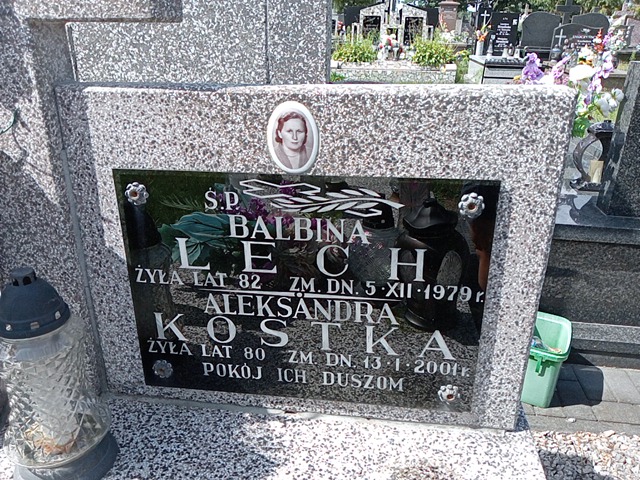 Ś.P.
BALBINA
LECH
ŻYŁA LAT 82 ZM. DN. 5·XII·1979 r.
ALEKSANDRA
KOSTKA
ŻYŁA LAT 80 ZM. DN. 13·I·2001 r.
POKÓJ ICH DUSZOM